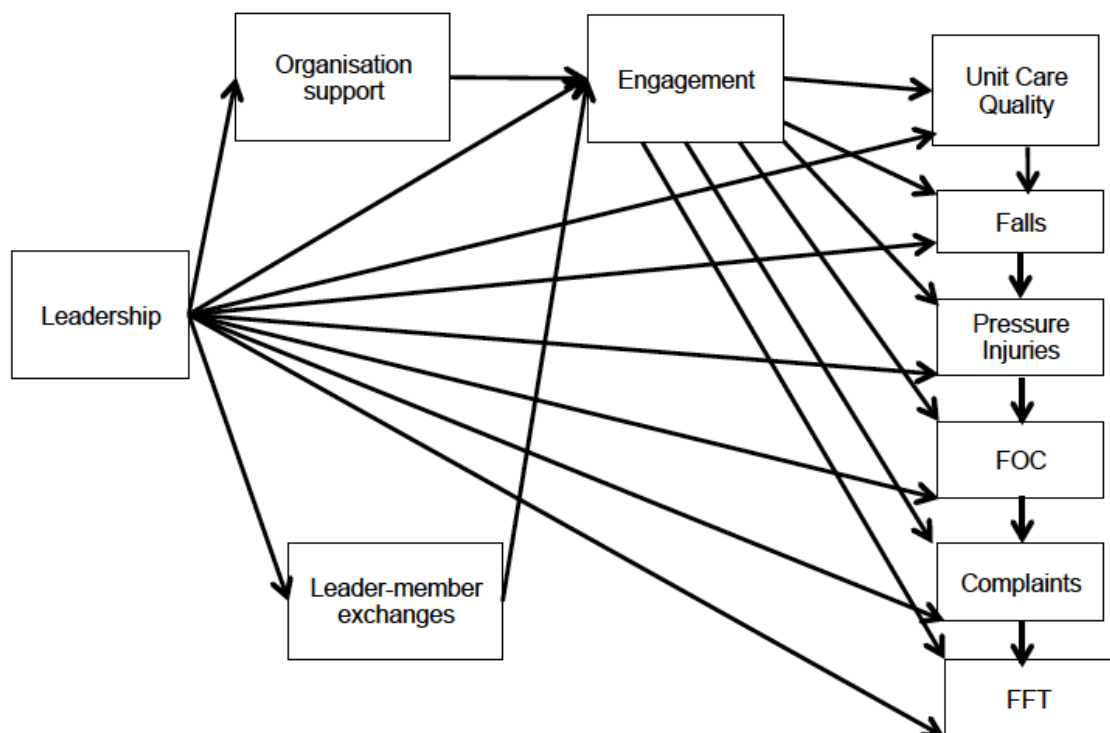 Organisation
support
Engagement
Unit Care
Quality
Falls
Leadership
Pressure
Injuries
FOC
Leader-member
exchanges
Complaints
FFT